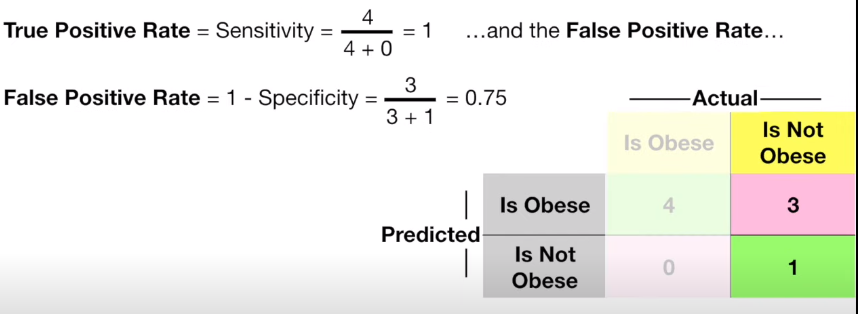 True Positive Rate = Sensitivity = 4 / 4 + 0 = 1 ...and the False Positive Rate...
False Positive Rate = 1 - Specificity = 3 / 3 + 1 = 0.75
Actual
Is Obese Is Not Obese
Predicted
Is Obese 4 3
Is Not Obese 0 1